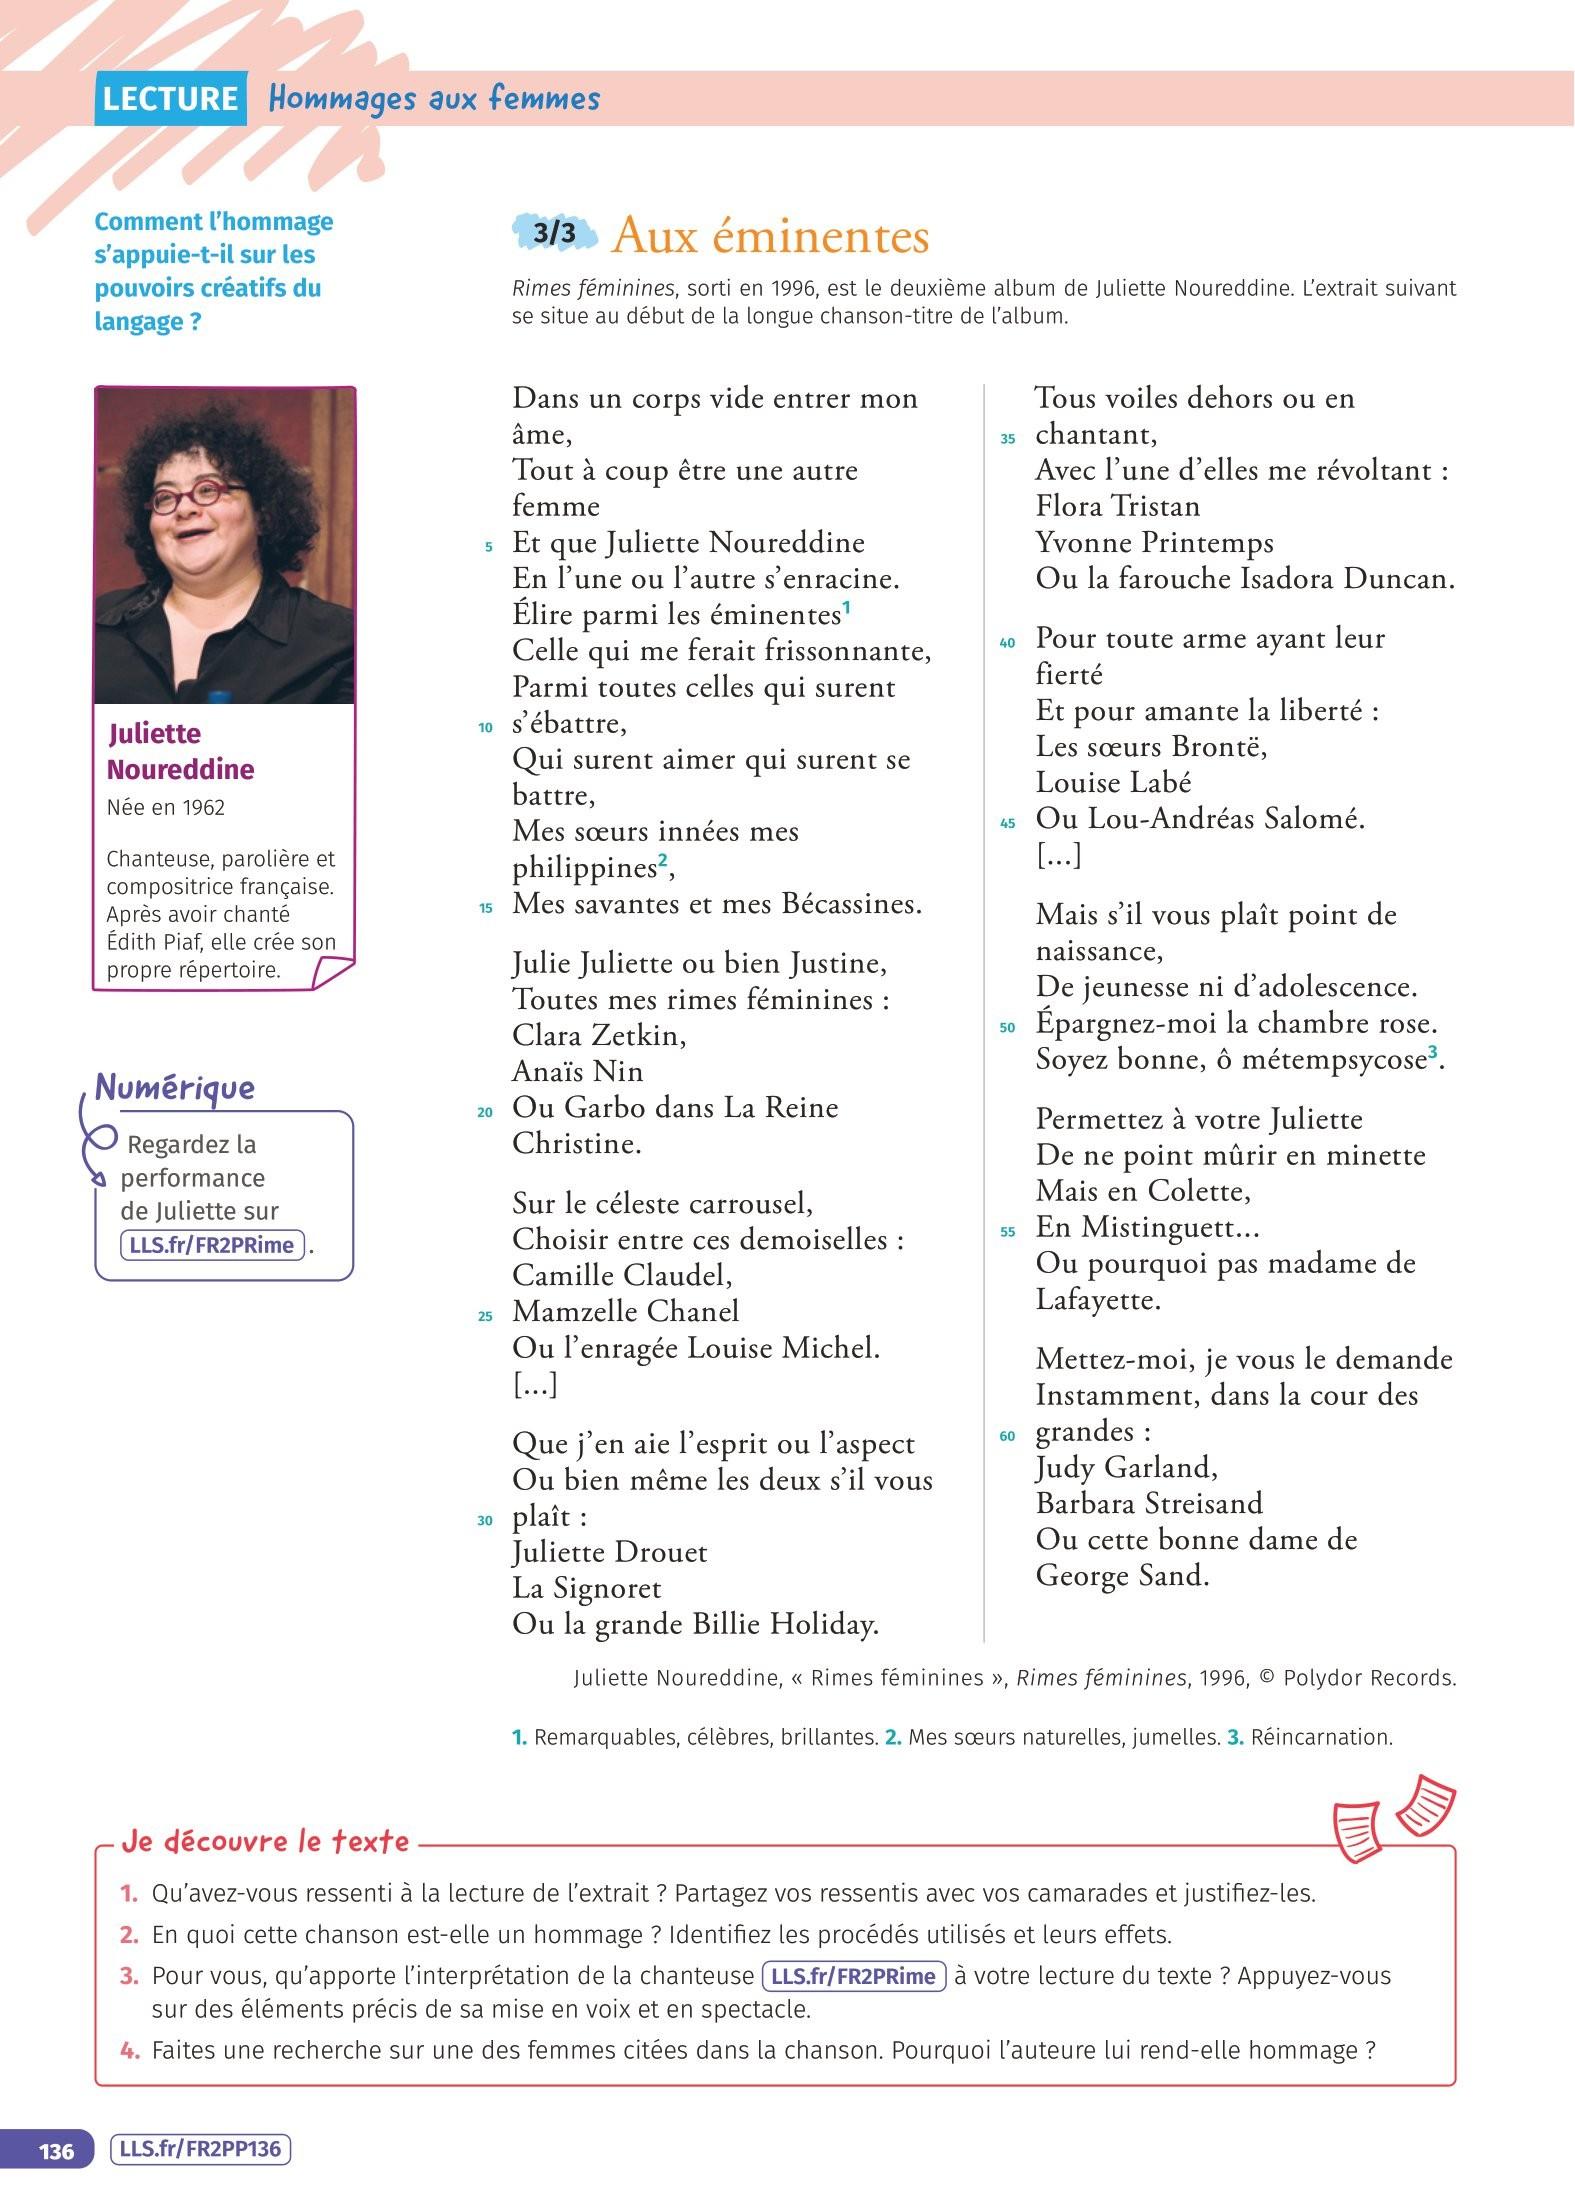 LECTURE Hommages aux femmes
Comment l'hommage
s'appuie-t-il sur les
pouvoirs créatifs du
langage ?
Juliette
Noureddine
Née en 1962
Chanteuse, parolière et
compositrice française.
Après avoir chanté
Édith Piaf, elle crée son
propre répertoire.
Numérique
Regardez la
performance
de Juliette sur
LLS.fr/FR2PRime .
3/3 Aux éminentes
Rimes féminines, sorti en 1996, est le deuxième album de Juliette Noureddine. L'extrait suivant
se situe au début de la longue chanson-titre de l'album.
Dans un corps vide entrer mon
âme,
Tout à coup être une autre
femme
5 Et que Juliette Noureddine
En l'une ou l'autre s'enracine.
Élire parmi les éminentes1
Celle qui me ferait frissonnante,
Parmi toutes celles qui surent
10 s'ébattre,
Qui surent aimer qui surent se
battre,
Mes sœurs innées mes
philippines2,
15 Mes savantes et mes Bécassines.
Julie Juliette ou bien Justine,
Toutes mes rimes féminines :
Clara Zetkin,
Anaïs Nin
20 Ou Garbo dans La Reine
Christine.
Sur le céleste carrousel,
Choisir entre ces demoiselles :
Camille Claudel,
25 Mamzelle Chanel
Ou l'enragée Louise Michel.
[...]
Que j'en aie l'esprit ou l'aspect
Ou bien même les deux s'il vous
30 plaît :
Juliette Drouet
La Signoret
Ou la grande Billie Holiday.
Tous voiles dehors ou en
35 chantant,
Avec l'une d'elles me révoltant :
Flora Tristan
Yvonne Printemps
Ou la farouche Isadora Duncan.
40 Pour toute arme ayant leur
fierté
Et pour amante la liberté :
Les sœurs Brontë,
Louise Labé
45 Ou Lou-Andréas Salomé.
[...]
Mais s'il vous plaît point de
naissance,
De jeunesse ni d'adolescence.
50 Épargnez-moi la chambre rose.
Soyez bonne, ô métempsycose3.
Permettez à votre Juliette
De ne point mûrir en minette
Mais en Colette,
55 En Mistinguett...
Ou pourquoi pas madame de
Lafayette.
Mettez-moi, je vous le demande
Instamment, dans la cour des
60 grandes :
Judy Garland,
Barbara Streisand
Ou cette bonne dame de
George Sand.
Juliette Noureddine, « Rimes féminines », Rimes féminines, 1996, © Polydor Records.
1. Remarquables, célèbres, brillantes. 2. Mes sœurs naturelles, jumelles. 3. Réincarnation.
Je découvre le texte
1. Qu'avez-vous ressenti à la lecture de l'extrait ? Partagez vos ressentis avec vos camarades et justifiez-les.
2. En quoi cette chanson est-elle un hommage ? Identifiez les procédés utilisés et leurs effets.
3. Pour vous, qu'apporte l'interprétation de la chanteuse LLS.fr/FR2PRime à votre lecture du texte ? Appuyez-vous
sur des éléments précis de sa mise en voix et en spectacle.
4. Faites une recherche sur une des femmes citées dans la chanson. Pourquoi l'auteure lui rend-elle hommage ?
136 LLS.fr/FR2PP136